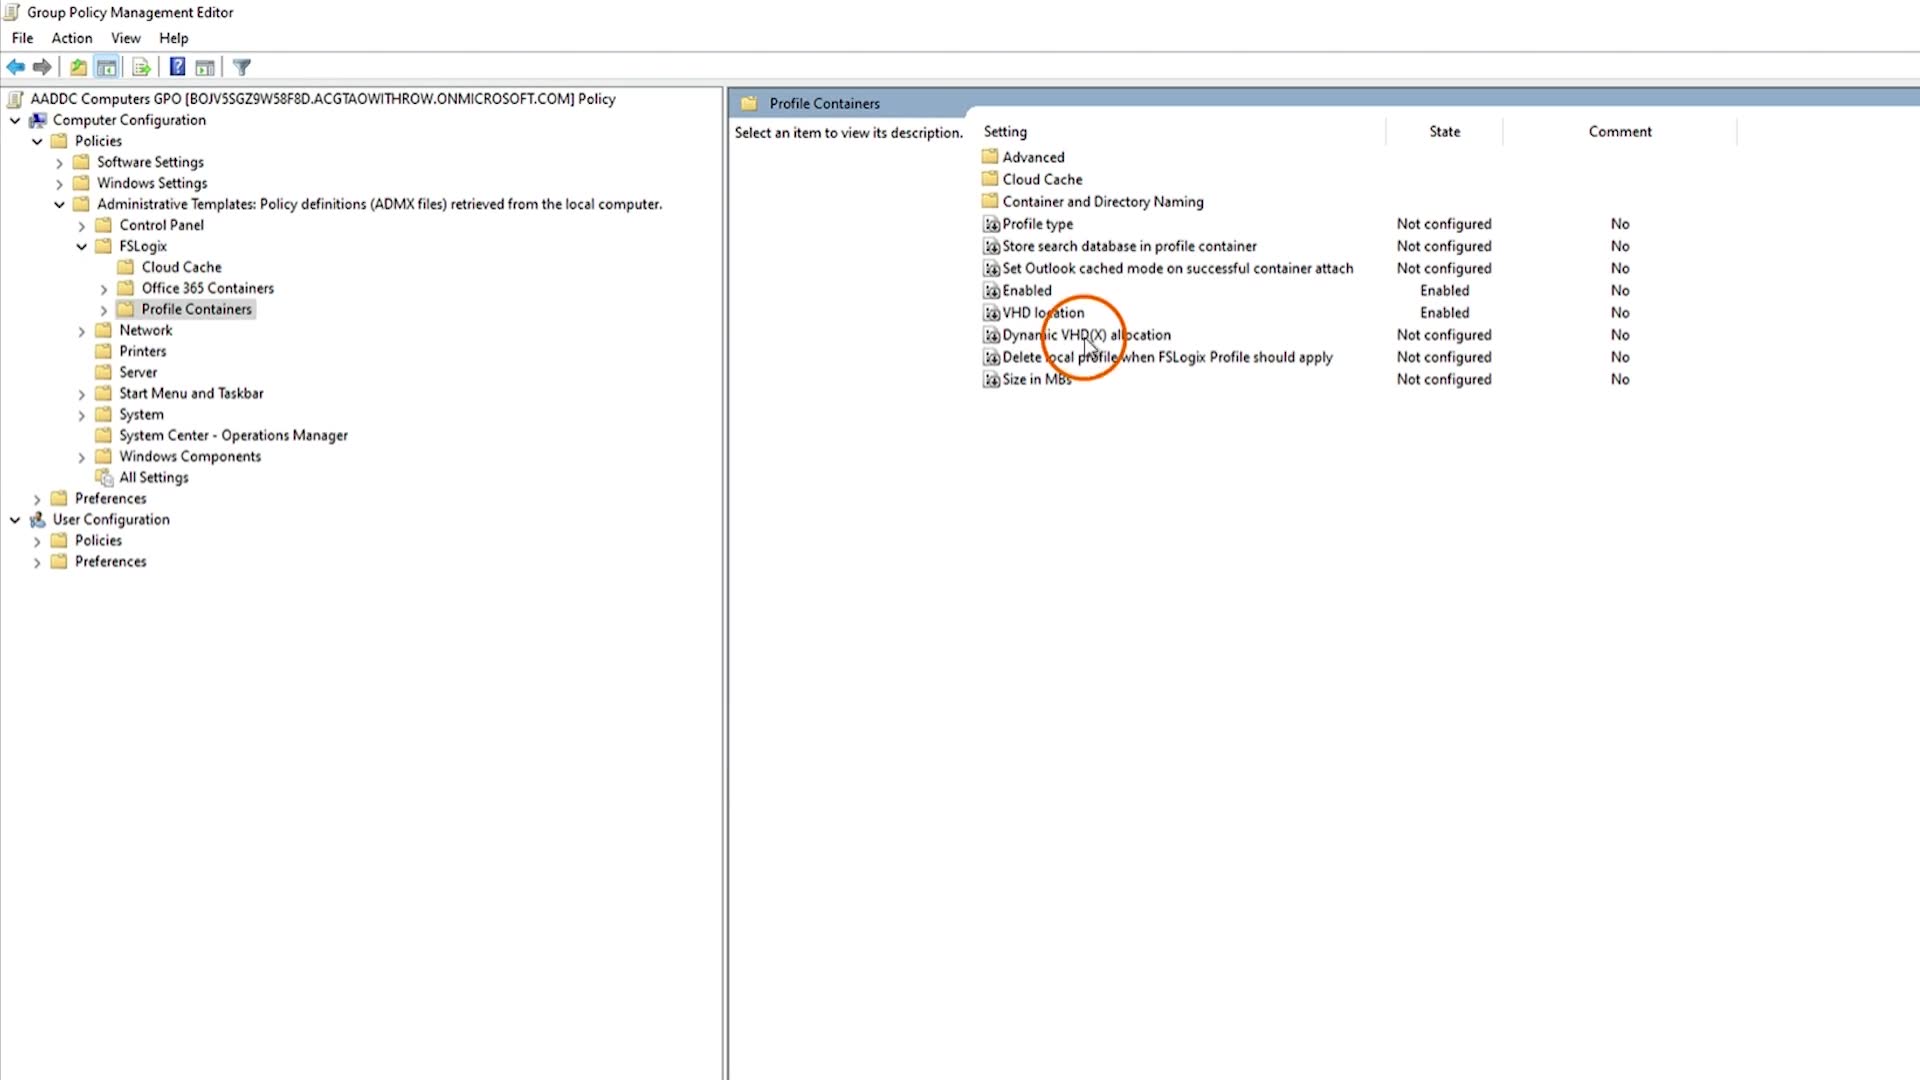 Group Policy Management Editor
File Action View Help
AADDC Computers GPO [BOJV5SGZ9W58F8D.ACGTAOWITHROW.ONMICROSOFT.COM] Policy
Computer Configuration
Policies
Software Settings
Windows Settings
Administrative Templates: Policy definitions (ADMX files) retrieved from the local computer.
Control Panel
FSLogix
Cloud Cache
Office 365 Containers
Profile Containers
Network
Printers
Server
Start Menu and Taskbar
System
System Center - Operations Manager
Windows Components
All Settings
Preferences
User Configuration
Policies
Preferences
Profile Containers
Select an item to view its description.
Setting State Comment
Advanced
Cloud Cache
Container and Directory Naming
Profile type Not configured No
Store search database in profile container Not configured No
Set Outlook cached mode on successful container attach Not configured No
Enabled Enabled No
VHD location Enabled No
Dynamic VHD(X) allocation Not configured No
Delete local profile when FSLogix Profile should apply Not configured No
Size in MBs Not configured No